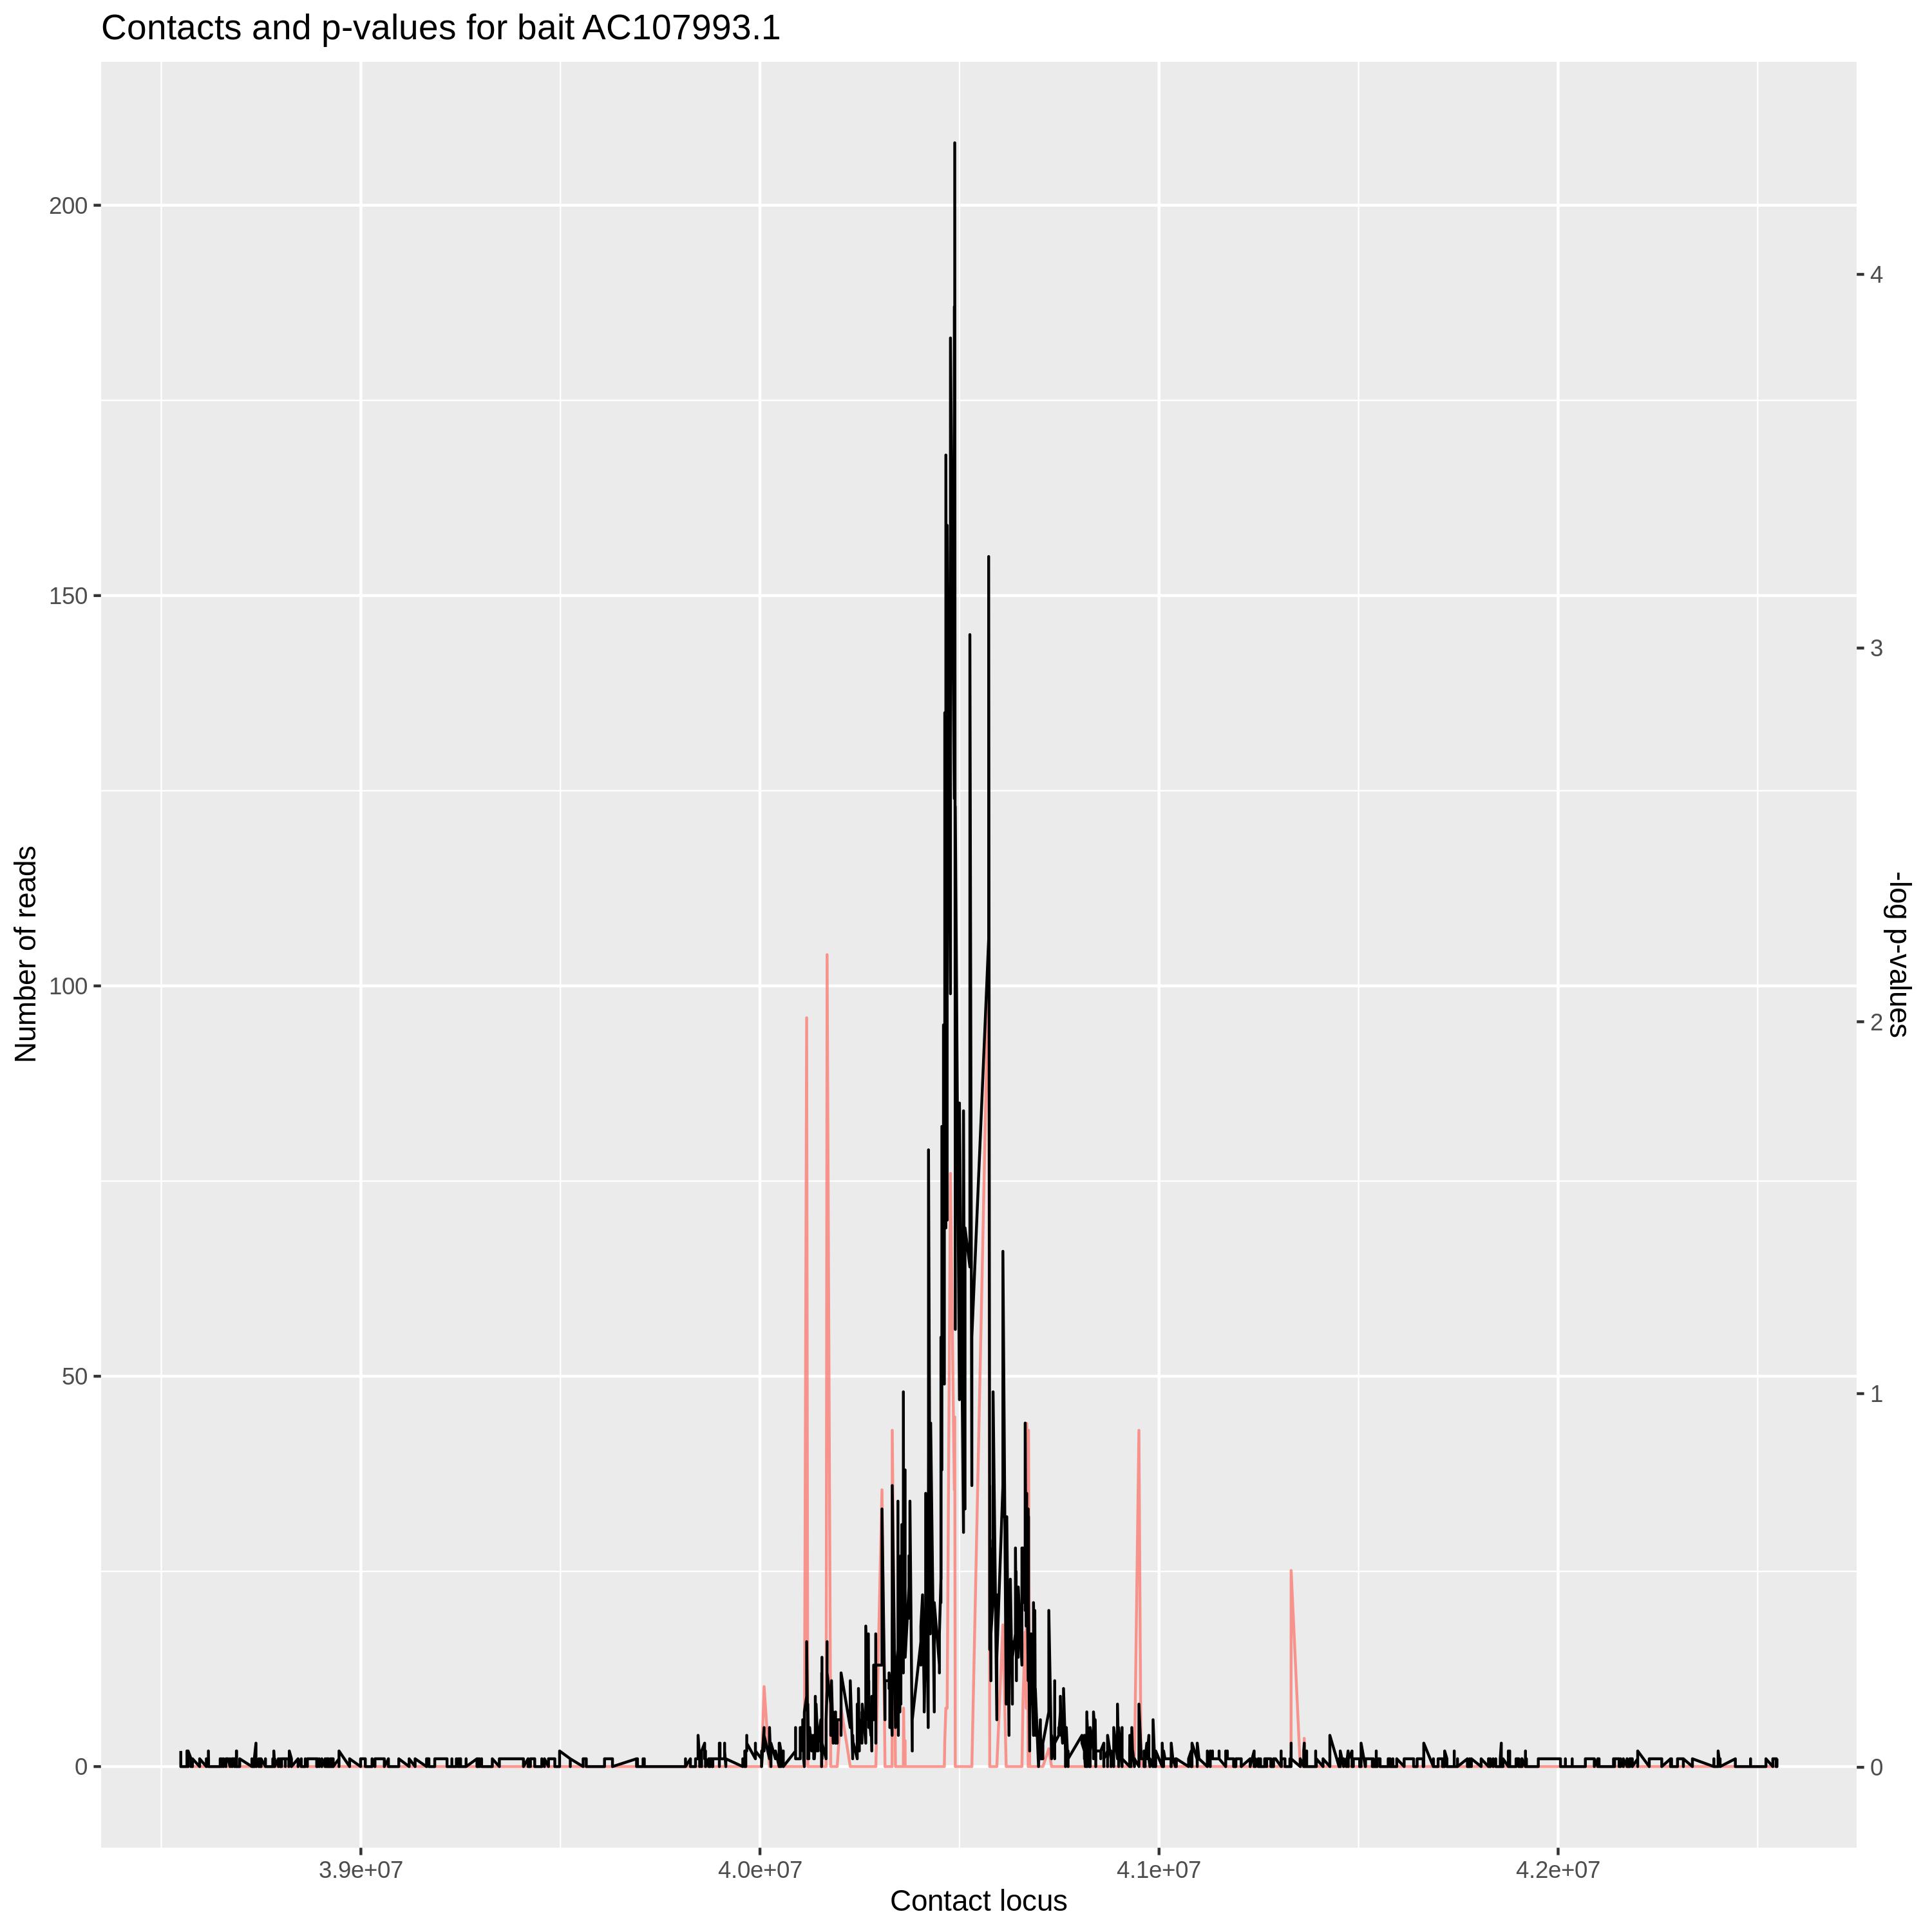 Contacts and p-values for bait AC107993.1
200
150
100
50
0
Number of reads
4
3
2
1
0
-log p-values
3.9e+07
4.0e+07
4.1e+07
4.2e+07
Contact locus